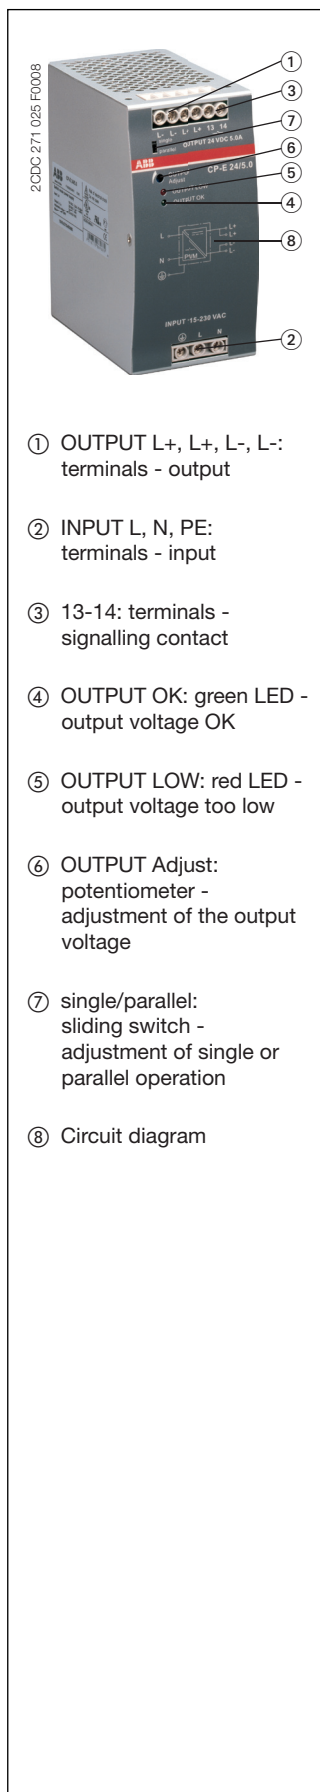 2CDC 271 025 F0008
L- L- L+ L+ 13 14
single
parallel
OUTPUT 24 VDC 5.0A
ABB
CP-E 24/5.0
Adjust
OUTPUT LOW
OUTPUT OK
L
L+
L+
N
L-
L-
INPUT 115-230 VAC
L N
①
③
⑦
⑥
⑤
④
⑧
②
① OUTPUT L+, L+, L-, L-:
terminals - output
② INPUT L, N, PE:
terminals - input
③ 13-14: terminals -
signalling contact
④ OUTPUT OK: green LED -
output voltage OK
⑤ OUTPUT LOW: red LED -
output voltage too low
⑥ OUTPUT Adjust:
potentiometer -
adjustment of the output
voltage
⑦ single/parallel:
sliding switch -
adjustment of single or
parallel operation
⑧ Circuit diagram